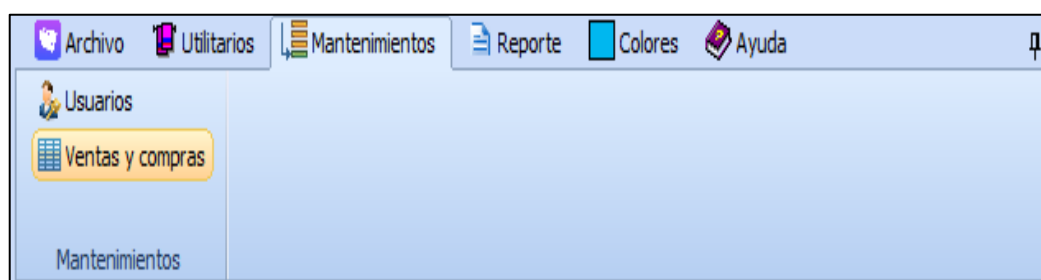 Archivo Utilitarios Mantenimientos Reporte Colores Ayuda
Usuarios
Ventas y compras
Mantenimientos